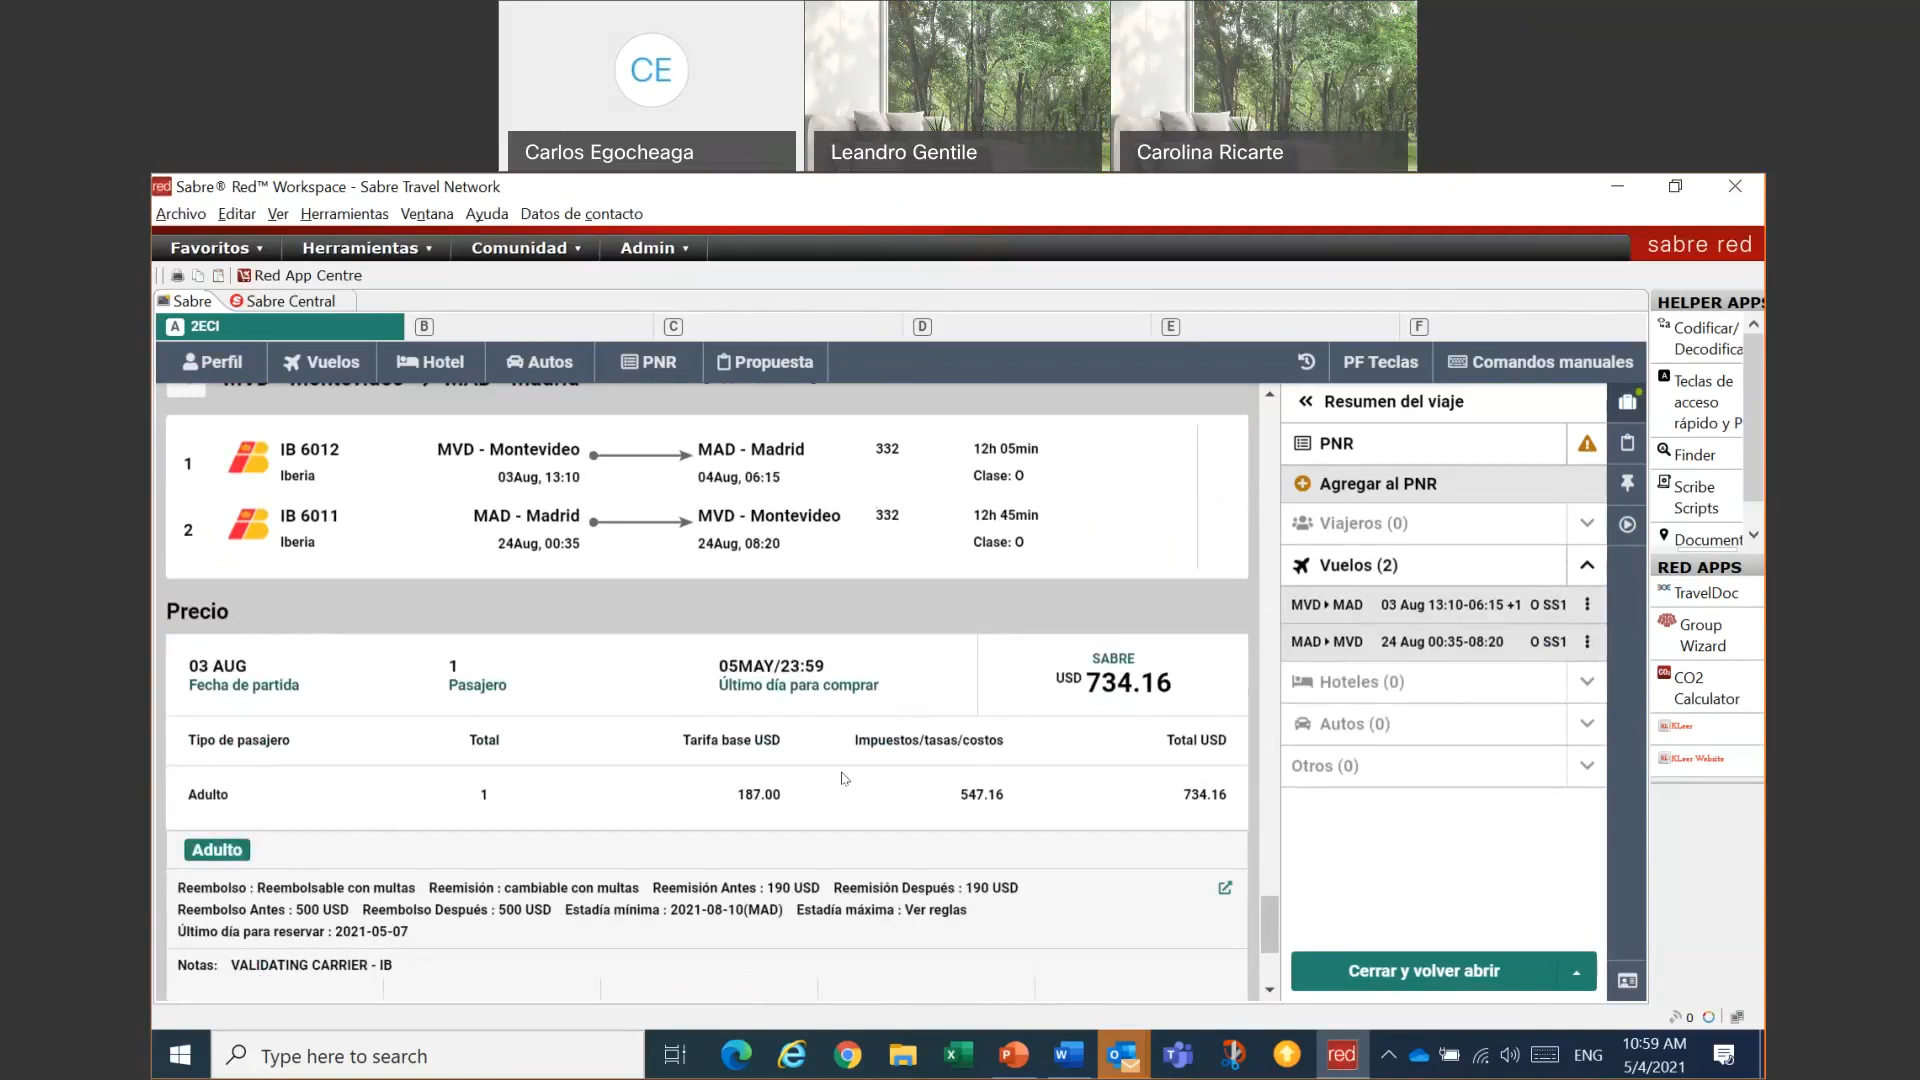 CE
Carlos Egocheaga
Leandro Gentile
Carolina Ricarte
red Sabre® Red™ Workspace - Sabre Travel Network
Archivo Editar Ver Herramientas Ventana Ayuda Datos de contacto
Favoritos Herramientas Comunidad Admin
sabre red
Red App Centre
Sabre Sabre Central
A 2ECI B C D E F
Perfil Vuelos Hotel Autos PNR Propuesta PF Teclas Comandos manuales
1 IB 6012 MVD - Montevideo MAD - Madrid 332 12h 05min
Iberia 03Aug, 13:10 04Aug, 06:15 Clase: O
2 IB 6011 MAD - Madrid MVD - Montevideo 332 12h 45min
Iberia 24Aug, 00:35 24Aug, 08:20 Clase: O
Precio
03 AUG 1 05MAY/23:59
Fecha de partida Pasajero Último día para comprar
SABRE
USD 734.16
Tipo de pasajero Total Tarifa base USD Impuestos/tasas/costos Total USD
Adulto 1 187.00 547.16 734.16
Adulto
Reembolso : Reembolsable con multas Reemisión : cambiable con multas Reemisión Antes : 190 USD Reemisión Después : 190 USD
Reembolso Antes : 500 USD Reembolso Después : 500 USD Estadía mínima : 2021-08-10(MAD) Estadía máxima : Ver reglas
Último día para reservar : 2021-05-07
Notas: VALIDATING CARRIER - IB
Resumen del viaje
PNR
Agregar al PNR
Viajeros (0)
Vuelos (2)
MVD MAD 03 Aug 13:10-06:15 +1 O SS1
MAD MVD 24 Aug 00:35-08:20 O SS1
Hoteles (0)
Autos (0)
Otros (0)
Cerrar y volver abrir
HELPER APPS
Codificar/
Decodifica
Teclas de
acceso
rápido y P
Finder
Scribe
Scripts
Document
RED APPS
TravelDoc
Group
Wizard
CO2
Calculator
KLeer
KLeer Website
0
Type here to search
red
ENG
10:59 AM
5/4/2021